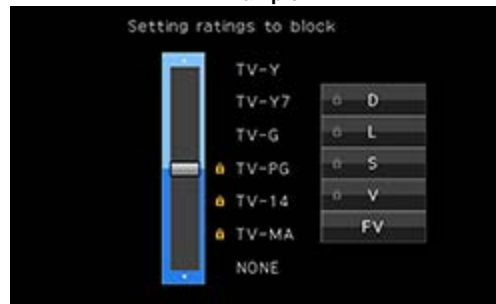 Setting ratings to block
TV-Y
TV-Y7
TV-G
TV-PG
TV-14
TV-MA
NONE
D
L
S
V
FV